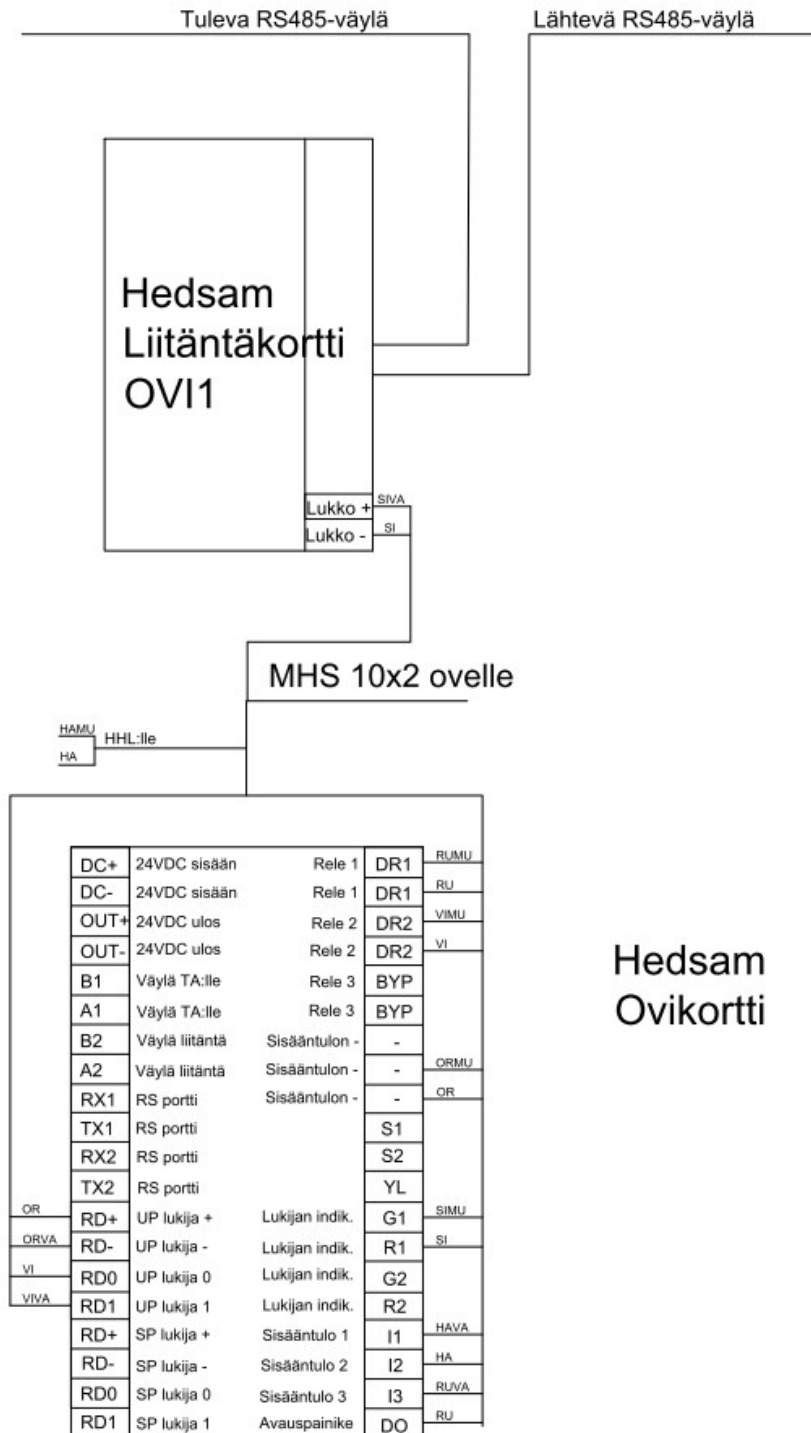 Tuleva RS485-väylä Lähtevä RS485-väylä
Hedsam
Liitäntäkortti
OVI1
Lukko + SIVA
Lukko - SI
MHS 10x2 ovelle
HAMU HHL:lle
HA
DC+ 24VDC sisään Rele 1 DR1 RUMU
DC- 24VDC sisään Rele 1 DR1 RU
OUT+ 24VDC ulos Rele 2 DR2 VIMU
OUT- 24VDC ulos Rele 2 DR2 VI
B1 Väylä TA:lle Rele 3 BYP
A1 Väylä TA:lle Rele 3 BYP
B2 Väylä liitäntä Sisääntulon - -
A2 Väylä liitäntä Sisääntulon - - ORMU
RX1 RS portti Sisääntulon - - OR
TX1 RS portti S1
RX2 RS portti S2
TX2 RS portti YL
OR RD+ UP lukija + Lukijan indik. G1 SIMU
ORVA RD- UP lukija - Lukijan indik. R1 SI
VI RD0 UP lukija 0 Lukijan indik. G2
VIVA RD1 UP lukija 1 Lukijan indik. R2
RD+ SP lukija + Sisääntulo 1 I1 HAVA
RD- SP lukija - Sisääntulo 2 I2 HA
RD0 SP lukija 0 Sisääntulo 3 I3 RUVA
RD1 SP lukija 1 Avauspainike DO RU
Hedsam
Ovikortti